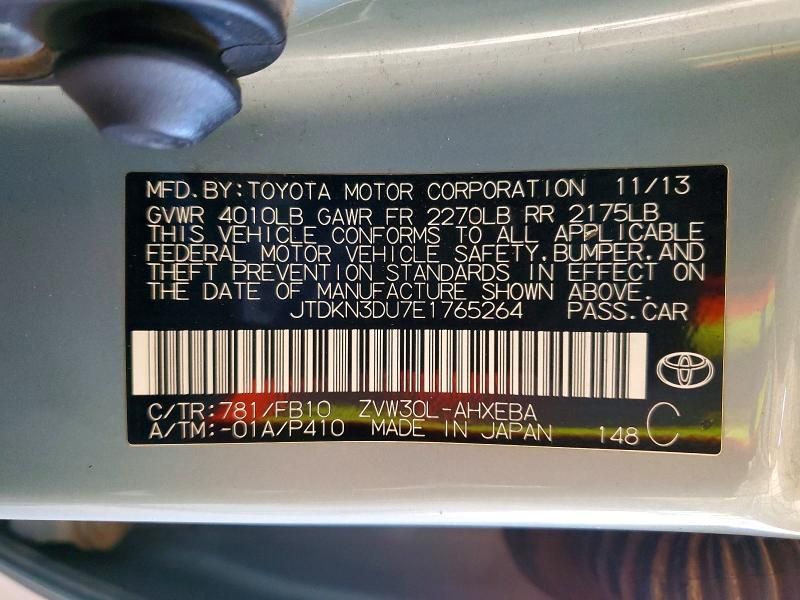 MFD. BY: TOYOTA MOTOR CORPORATION 11/13
GVWR 4010LB GAWR FR 2270LB RR 2175LB
THIS VEHICLE CONFORMS TO ALL APPLICABLE
FEDERAL MOTOR VEHICLE SAFETY, BUMPER, AND
THEFT PREVENTION STANDARDS IN EFFECT ON
THE DATE OF MANUFACTURE SHOWN ABOVE.
JTDKN3DU7E1765264 PASS. CAR
C/TR: 781/FB10 ZVW30L-AHXEBA
A/TM: -01A/P410 MADE IN JAPAN 148 C